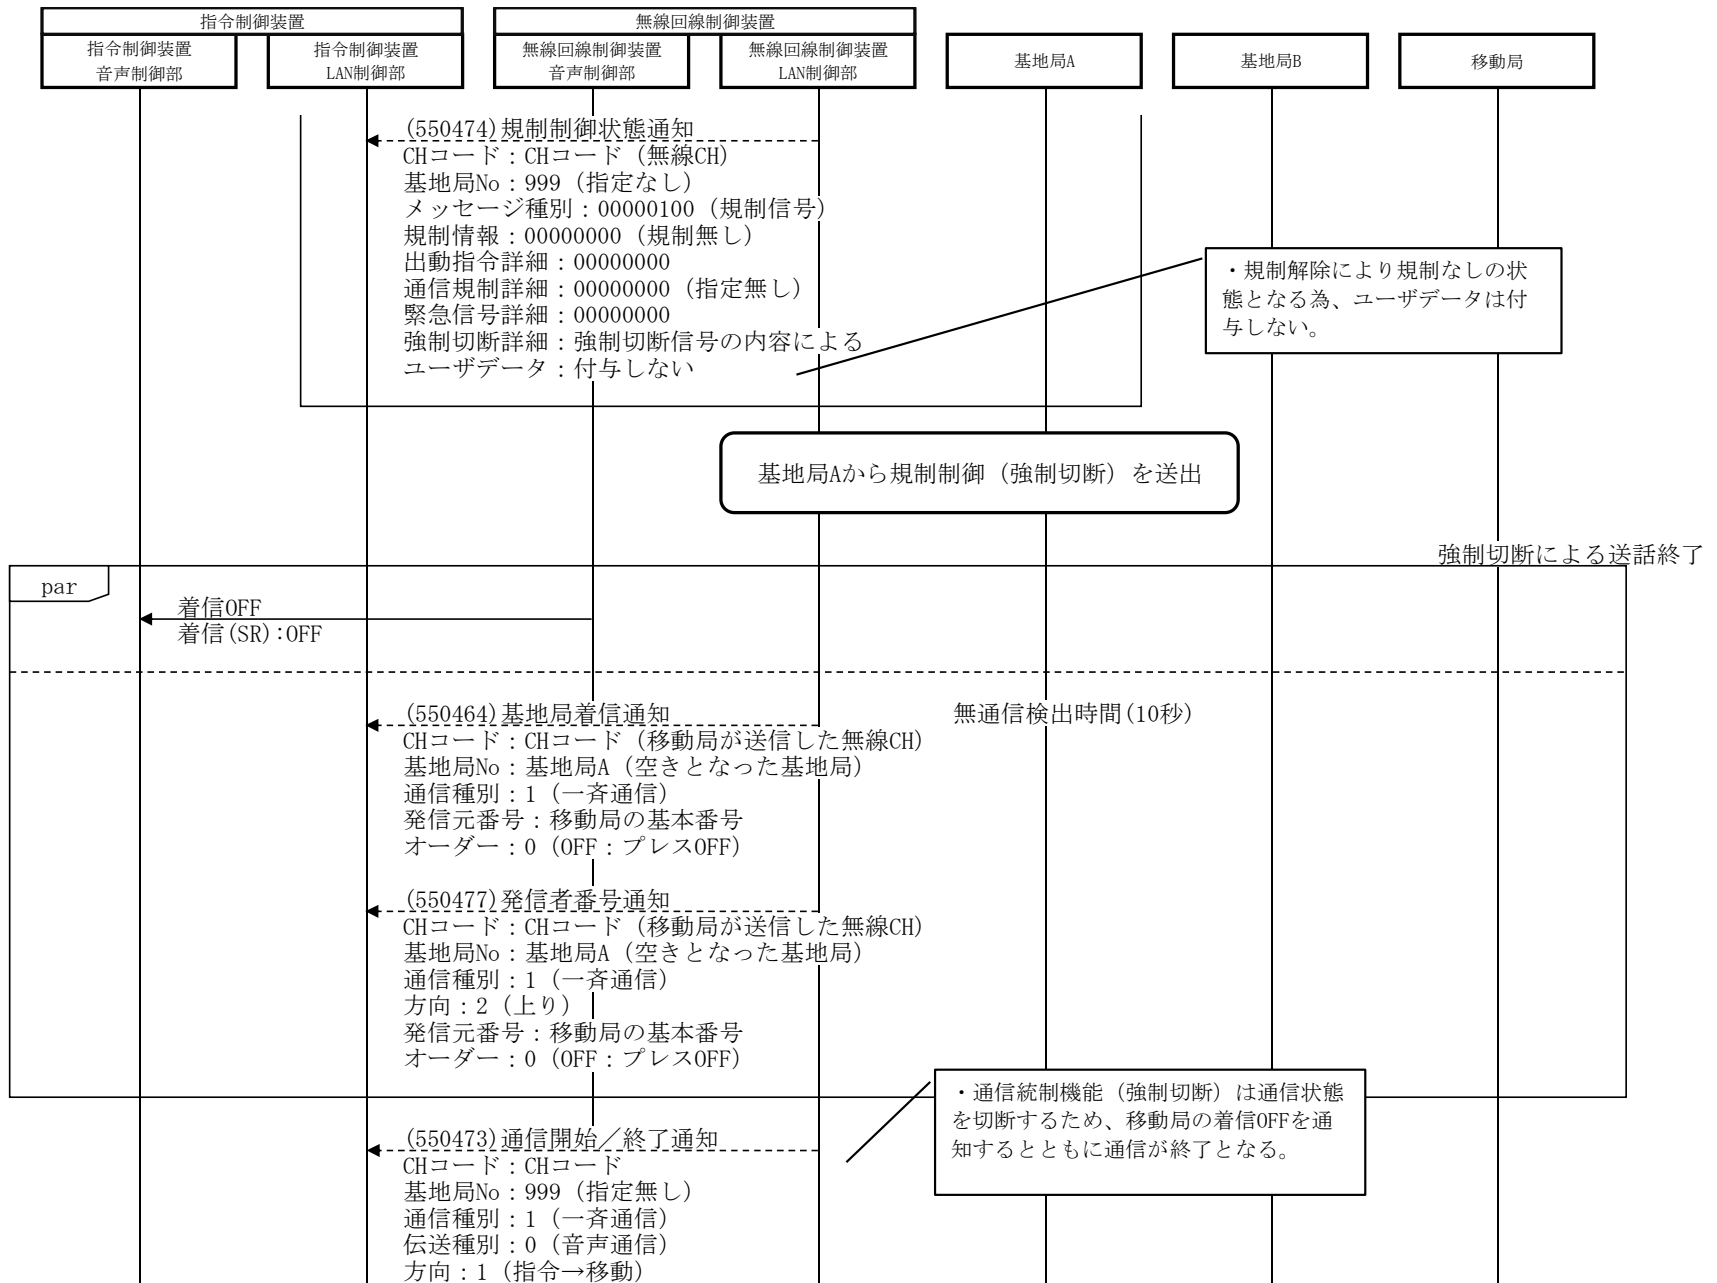 指令制御装置
無線回線制御装置
指令制御装置
音声制御部
指令制御装置
LAN制御部
無線回線制御装置
音声制御部
無線回線制御装置
LAN制御部
基地局A
基地局B
移動局
(550474)規制制御状態通知
CHコード：CHコード（無線CH）
基地局No：999（指定なし）
メッセージ種別：00000100（規制信号）
規制情報：00000000（規制無し）
出動指令詳細：00000000
通信規制詳細：00000000（指定無し）
緊急信号詳細：00000000
強制切断詳細：強制切断信号の内容による
ユーザデータ：付与しない
・規制解除により規制なしの状
態となる為、ユーザデータは付
与しない。
基地局Aから規制制御（強制切断）を送出
強制切断による送話終了
par
着信OFF
着信(SR)：OFF
(550464)基地局着信通知
CHコード：CHコード（移動局が送信した無線CH）
基地局No：基地局A（空きとなった基地局）
通信種別：1（一斉通信）
発信元番号：移動局の基本番号
オーダー：0（OFF：プレスOFF）
無通信検出時間(10秒)
(550477)発信者番号通知
CHコード：CHコード（移動局が送信した無線CH）
基地局No：基地局A（空きとなった基地局）
通信種別：1（一斉通信）
方向：2（上り）
発信元番号：移動局の基本番号
オーダー：0（OFF：プレスOFF）
・通信統制機能（強制切断）は通信状態
を切断するため、移動局の着信OFFを通
知するとともに通信が終了となる。
(550473)通信開始／終了通知
CHコード：CHコード
基地局No：999（指定無し）
通信種別：1（一斉通信）
伝送種別：0（音声通信）
方向：1（指令→移動）